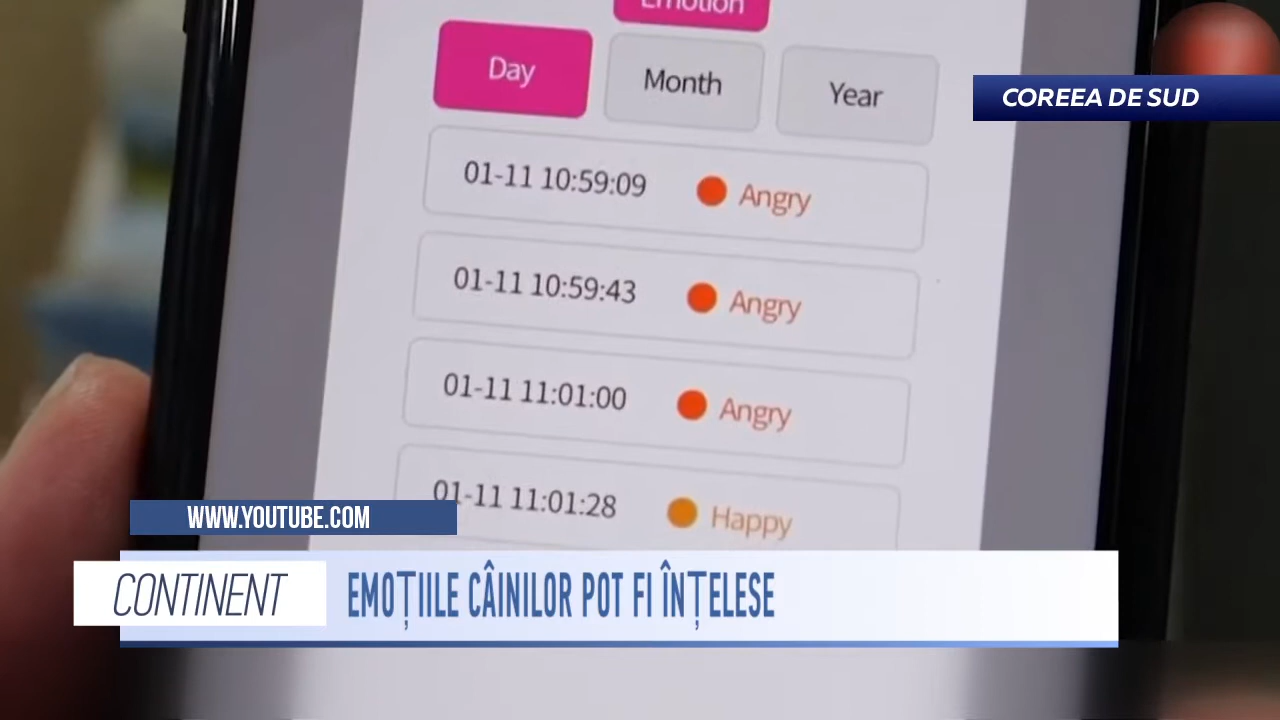 Emotion
Day
Month
Year
COREEA DE SUD
01-11 10:59:09 Angry
01-11 10:59:43 Angry
01-11 11:01:00 Angry
01-11 11:01:28 Happy
WWW.YOUTUBE.COM
CONTINENT
EMOȚIILE CÂINILOR POT FI ÎNȚELESE